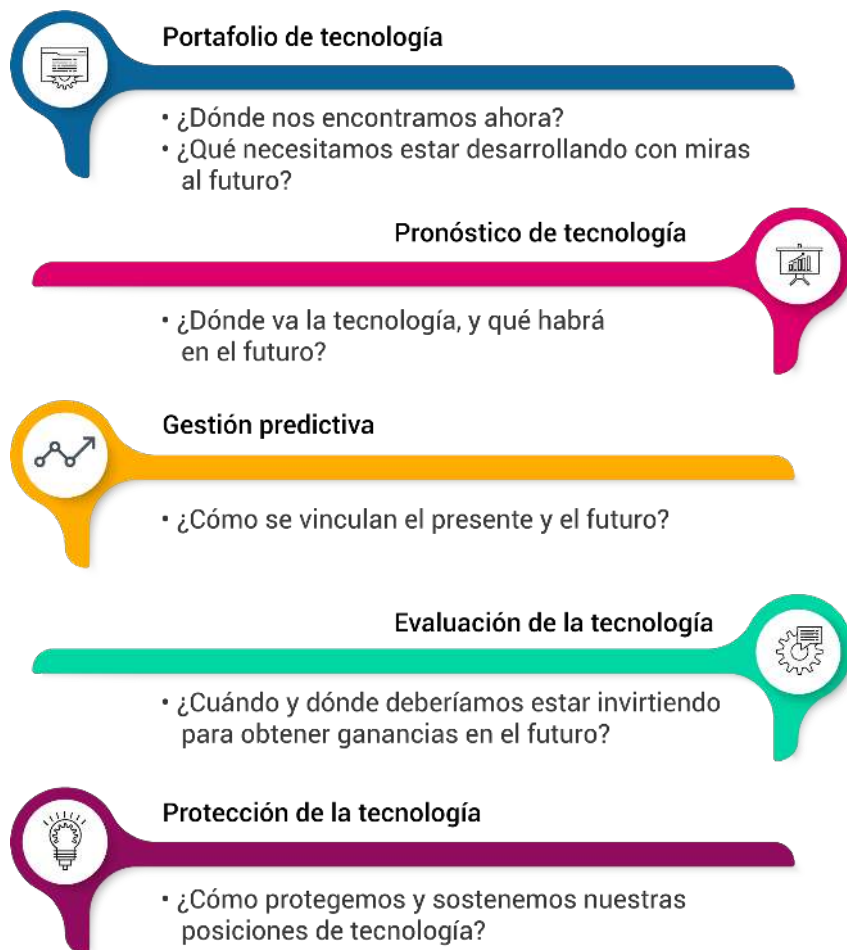 Portafolio de tecnología
• ¿Dónde nos encontramos ahora?
• ¿Qué necesitamos estar desarrollando con miras
al futuro?
Pronóstico de tecnología
• ¿Dónde va la tecnología, y qué habrá
en el futuro?
Gestión predictiva
• ¿Cómo se vinculan el presente y el futuro?
Evaluación de la tecnología
• ¿Cuándo y dónde deberíamos estar invirtiendo
para obtener ganancias en el futuro?
Protección de la tecnología
• ¿Cómo protegemos y sostenemos nuestras
posiciones de tecnología?